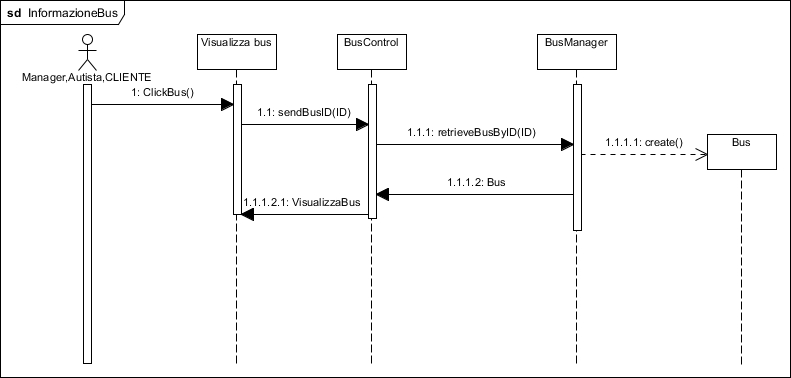 sd InformazioneBus
Visualizza bus
BusControl
BusManager
Manager,Autista,CLIENTE
1: ClickBus()
1.1: sendBusID(ID)
1.1.1: retrieveBusByID(ID)
1.1.1.1: create()
Bus
1.1.1.2: Bus
1.1.1.2.1: VisualizzaBus